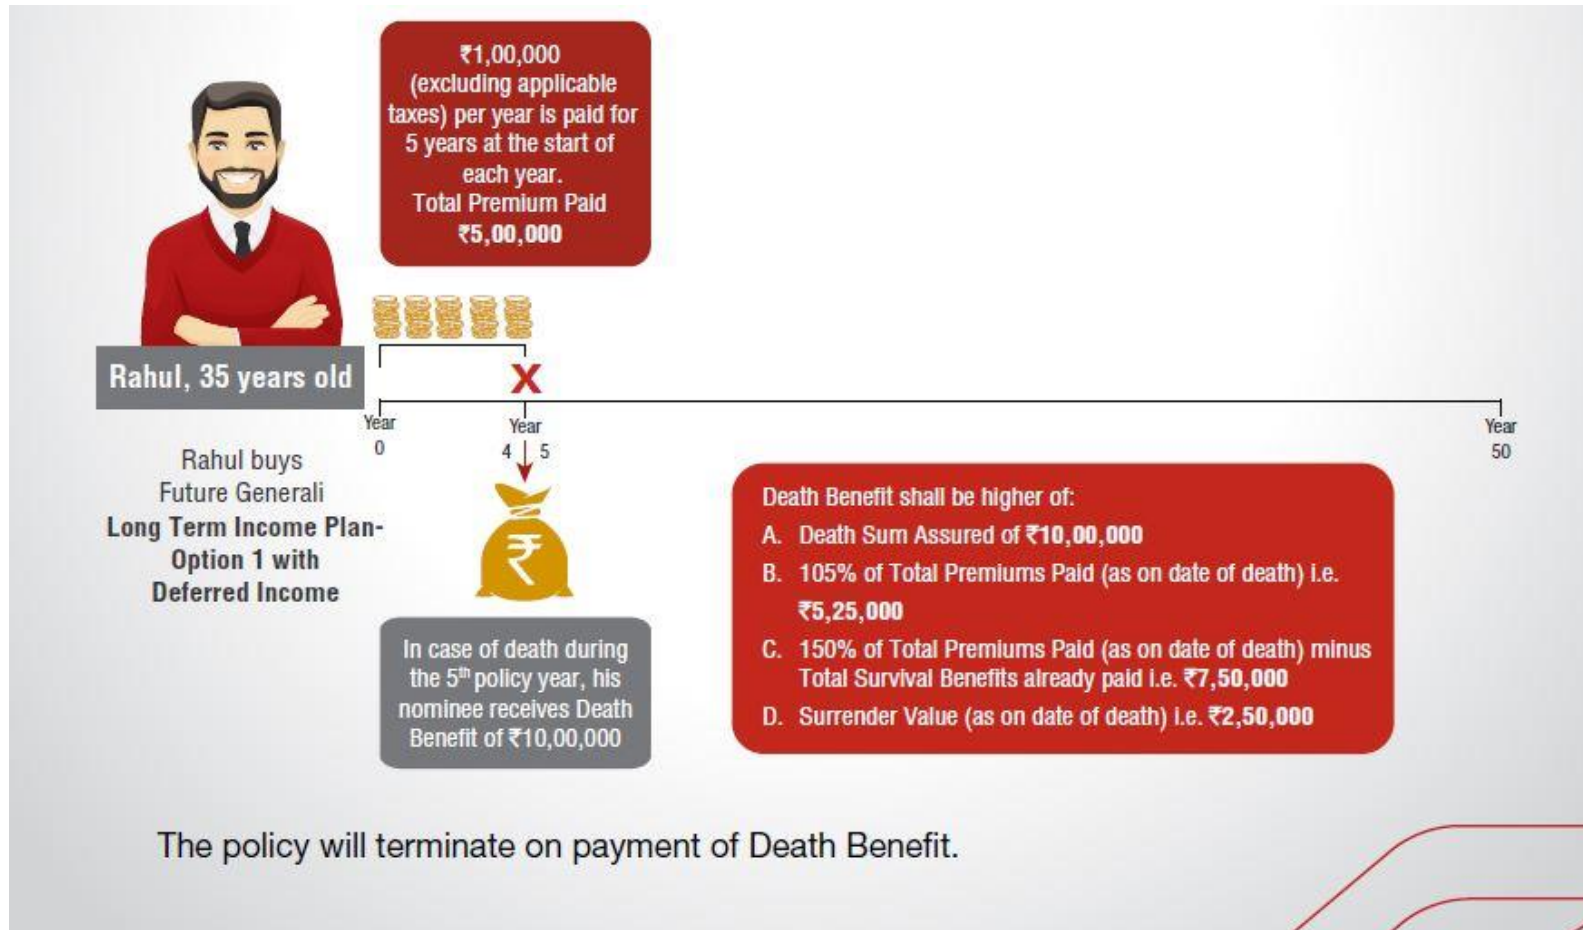 ₹1,00,000
(excluding applicable
taxes) per year is paid for
5 years at the start of
each year.
Total Premium Paid
₹5,00,000
Rahul, 35 years old
X
Year
0
Year
4 5
Year
50
Rahul buys
Future Generali
Long Term Income Plan-
Option 1 with
Deferred Income
₹
In case of death during
the 5th policy year, his
nominee receives Death
Benefit of ₹10,00,000
Death Benefit shall be higher of:
A. Death Sum Assured of ₹10,00,000
B. 105% of Total Premiums Paid (as on date of death) i.e.
₹5,25,000
C. 150% of Total Premiums Paid (as on date of death) minus
Total Survival Benefits already paid i.e. ₹7,50,000
D. Surrender Value (as on date of death) i.e. ₹2,50,000
The policy will terminate on payment of Death Benefit.